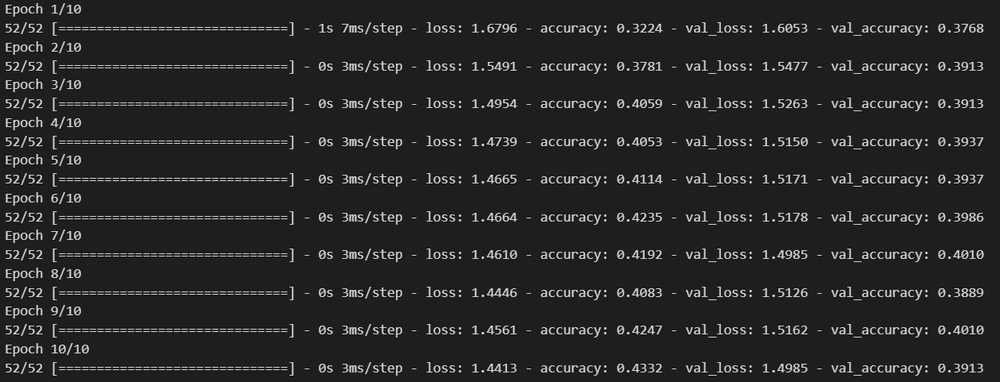 Epoch 1/10
52/52 [==============================] - 1s 7ms/step - loss: 1.6796 - accuracy: 0.3224 - val_loss: 1.6053 - val_accuracy: 0.3768
Epoch 2/10
52/52 [==============================] - 0s 3ms/step - loss: 1.5491 - accuracy: 0.3781 - val_loss: 1.5477 - val_accuracy: 0.3913
Epoch 3/10
52/52 [==============================] - 0s 3ms/step - loss: 1.4954 - accuracy: 0.4059 - val_loss: 1.5263 - val_accuracy: 0.3913
Epoch 4/10
52/52 [==============================] - 0s 3ms/step - loss: 1.4739 - accuracy: 0.4053 - val_loss: 1.5150 - val_accuracy: 0.3937
Epoch 5/10
52/52 [==============================] - 0s 3ms/step - loss: 1.4665 - accuracy: 0.4114 - val_loss: 1.5171 - val_accuracy: 0.3937
Epoch 6/10
52/52 [==============================] - 0s 3ms/step - loss: 1.4664 - accuracy: 0.4235 - val_loss: 1.5178 - val_accuracy: 0.3986
Epoch 7/10
52/52 [==============================] - 0s 3ms/step - loss: 1.4610 - accuracy: 0.4192 - val_loss: 1.4985 - val_accuracy: 0.4010
Epoch 8/10
52/52 [==============================] - 0s 3ms/step - loss: 1.4446 - accuracy: 0.4083 - val_loss: 1.5126 - val_accuracy: 0.3889
Epoch 9/10
52/52 [==============================] - 0s 3ms/step - loss: 1.4561 - accuracy: 0.4247 - val_loss: 1.5162 - val_accuracy: 0.4010
Epoch 10/10
52/52 [==============================] - 0s 3ms/step - loss: 1.4413 - accuracy: 0.4332 - val_loss: 1.4985 - val_accuracy: 0.3913